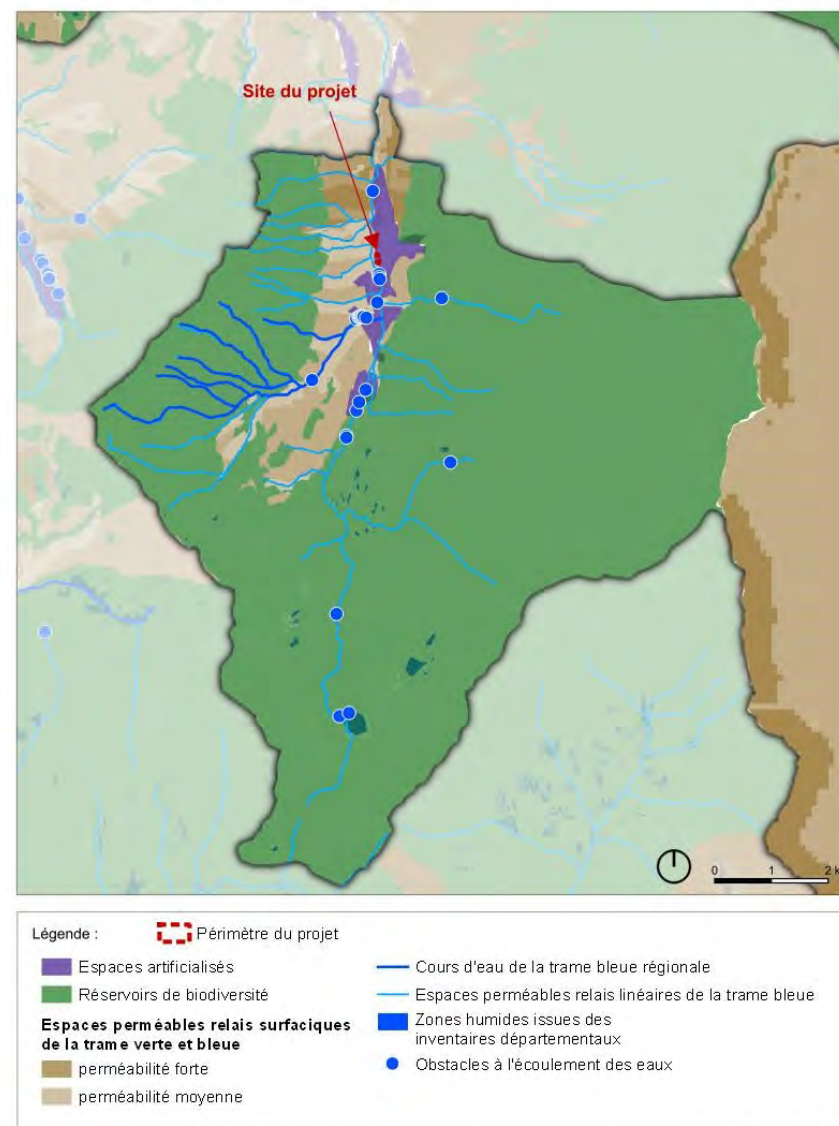 Site du projet
0 1 2 k
Légende :
Périmètre du projet
Espaces artificialisés
Réservoirs de biodiversité
Espaces perméables relais surfaciques
de la trame verte et bleue
perméabilité forte
perméabilité moyenne
Cours d'eau de la trame bleue régionale
Espaces perméables relais linéaires de la trame bleue
Zones humides issues des
inventaires départementaux
Obstacles à l'écoulement des eaux